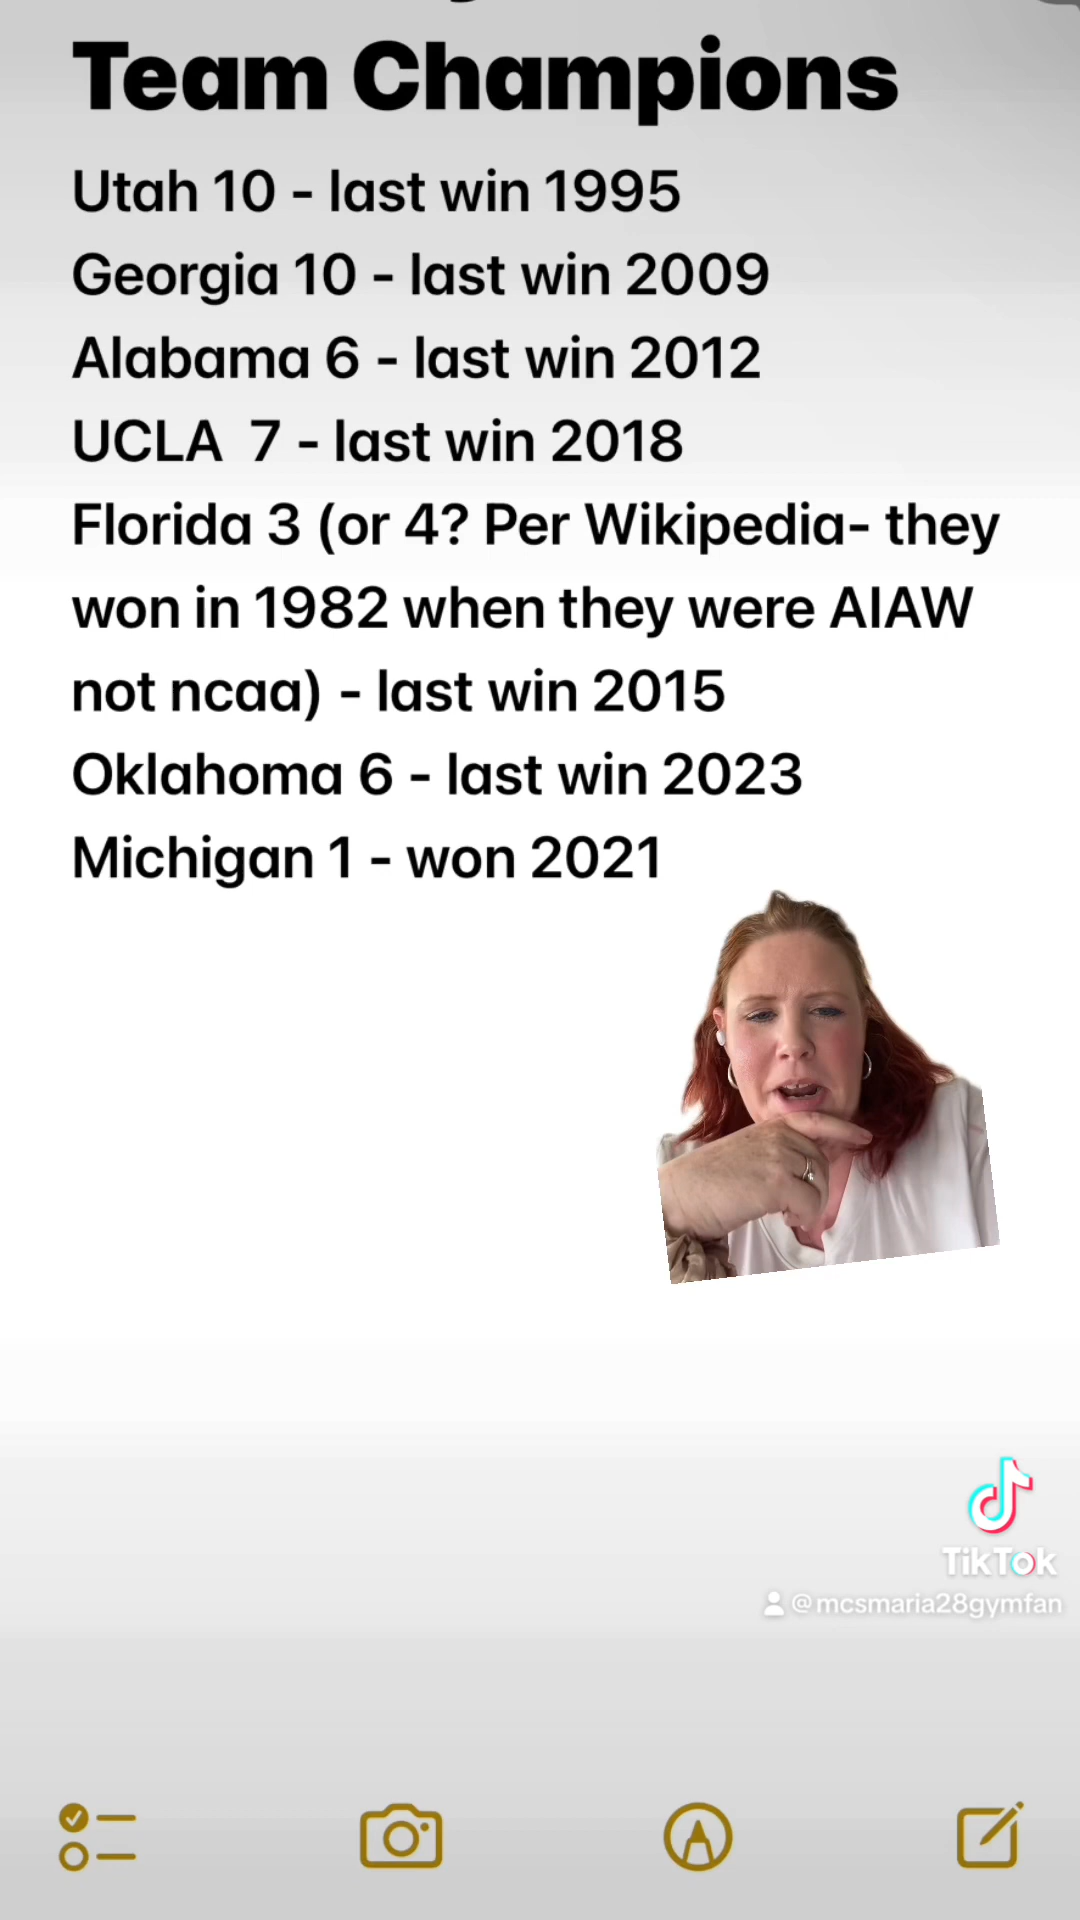 Team Champions
Utah 10 - last win 1995
Georgia 10 - last win 2009
Alabama 6 - last win 2012
UCLA  7 - last win 2018
Florida 3 (or 4? Per Wikipedia- they
won in 1982 when they were AIAW
not ncaa) - last win 2015
Oklahoma 6 - last win 2023
Michigan 1 - won 2021
TikTok
@mcsmaria28gymfan